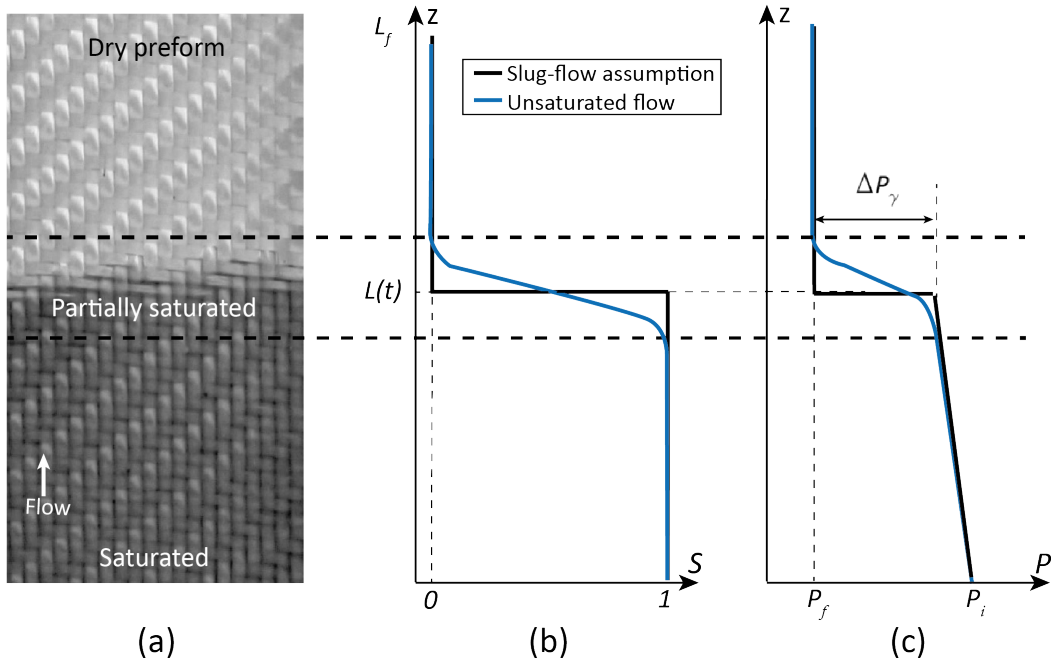 Dry preform
Partially saturated
Flow
Saturated
(a)
L_f
z
Slug-flow assumption
Unsaturated flow
L(t)
S
0
1
(b)
z
ΔP_γ
P
P_f
P_i
(c)